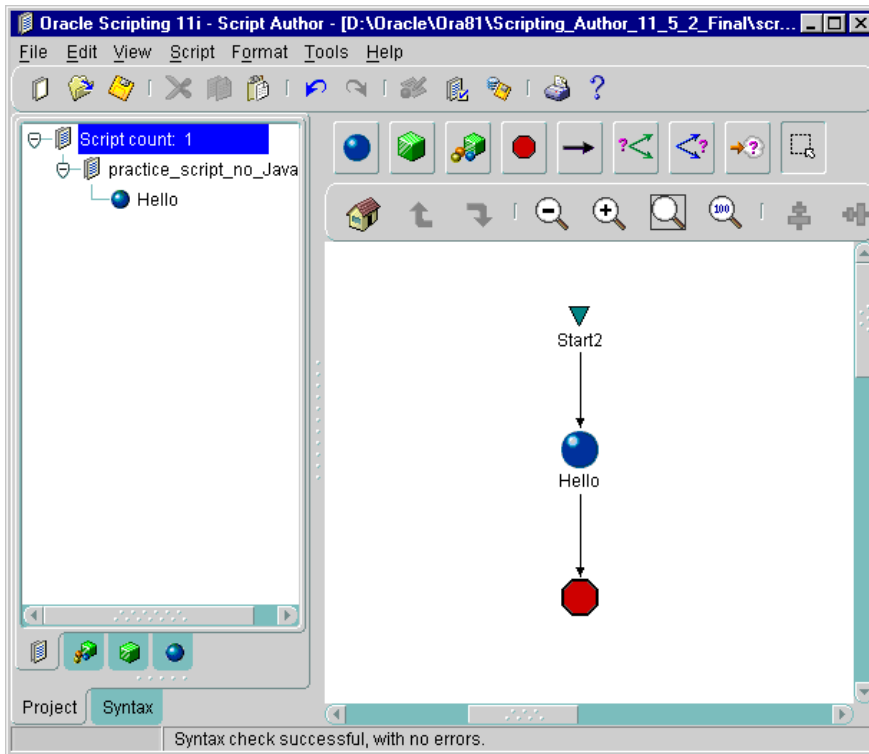 Oracle Scripting 11i - Script Author - [D:\Oracle\Ora81\Scripting_Author_11_5_2_Final\scr...
File Edit View Script Format Tools Help
?
Script count: 1
practice_script_no_Java
Hello
? ? ?
100
Start2
Hello
Project Syntax
Syntax check successful, with no errors.